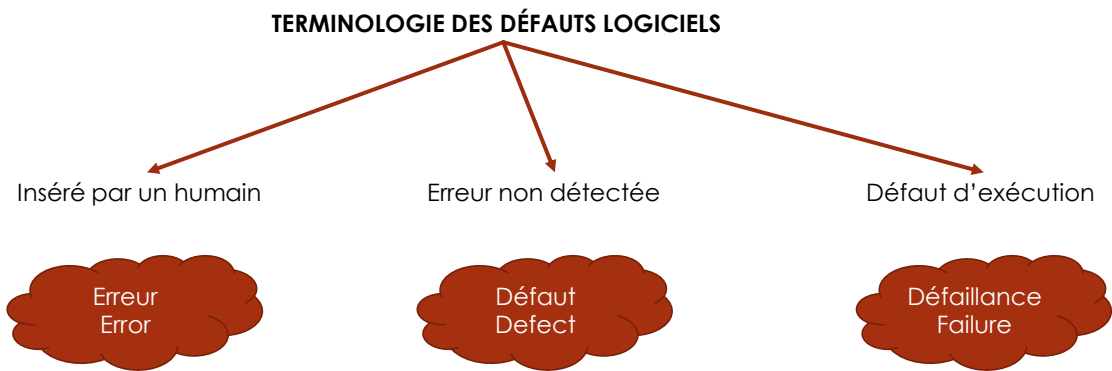 TERMINOLOGIE DES DÉFAUTS LOGICIELS
Inséré par un humain
Erreur non détectée
Défaut d’exécution
Erreur
Error
Défaut
Defect
Défaillance
Failure